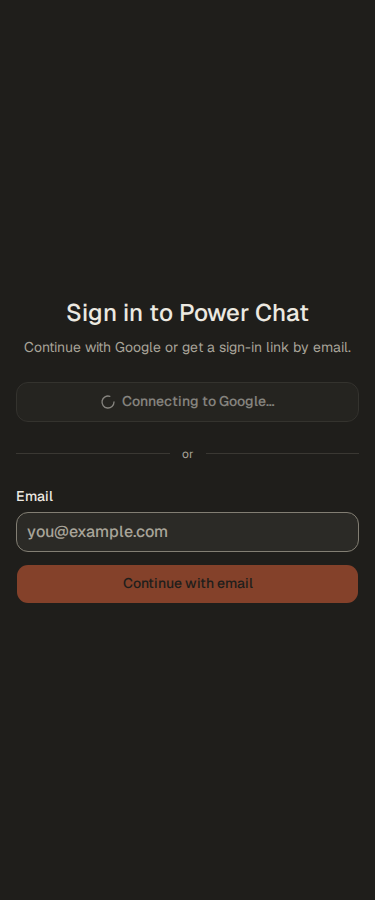 Sign in to Power Chat
Continue with Google or get a sign-in link by email.
Connecting to Google...
or
Email
you@example.com
Continue with email